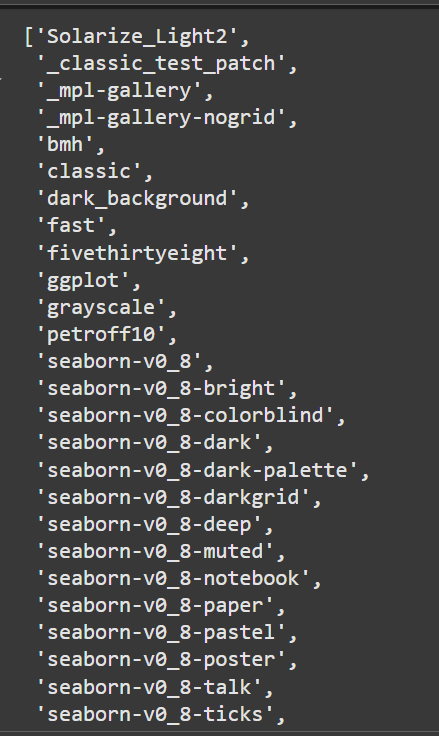 ['Solarize_Light2',
'_classic_test_patch',
'_mpl-gallery',
'_mpl-gallery-nogrid',
'bmh',
'classic',
'dark_background',
'fast',
'fivethirtyeight',
'ggplot',
'grayscale',
'petroff10',
'seaborn-v0_8',
'seaborn-v0_8-bright',
'seaborn-v0_8-colorblind',
'seaborn-v0_8-dark',
'seaborn-v0_8-dark-palette',
'seaborn-v0_8-darkgrid',
'seaborn-v0_8-deep',
'seaborn-v0_8-muted',
'seaborn-v0_8-notebook',
'seaborn-v0_8-paper',
'seaborn-v0_8-pastel',
'seaborn-v0_8-poster',
'seaborn-v0_8-talk',
'seaborn-v0_8-ticks',